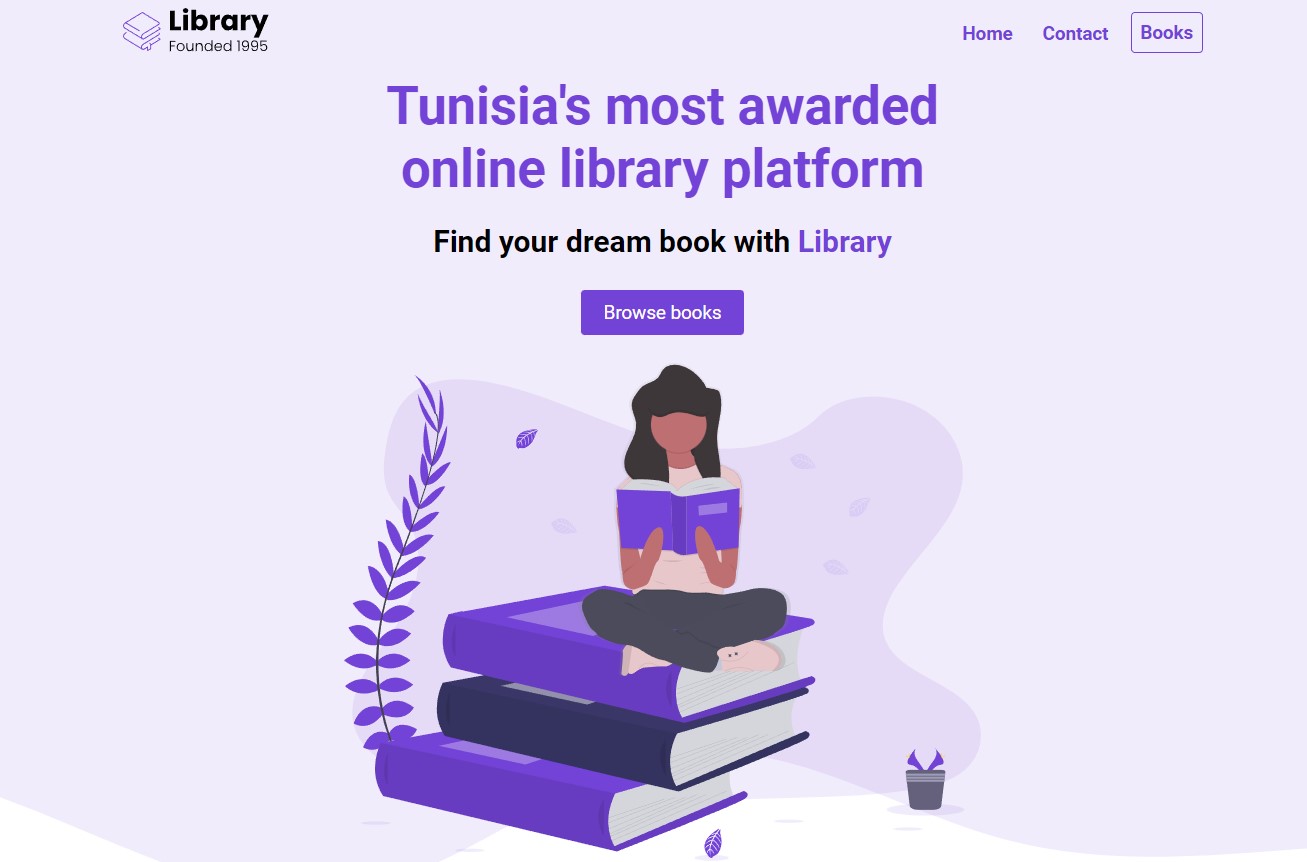 Library
Founded 1995
Home
Contact
Books
Tunisia's most awarded
online library platform
Find your dream book with Library
Browse books